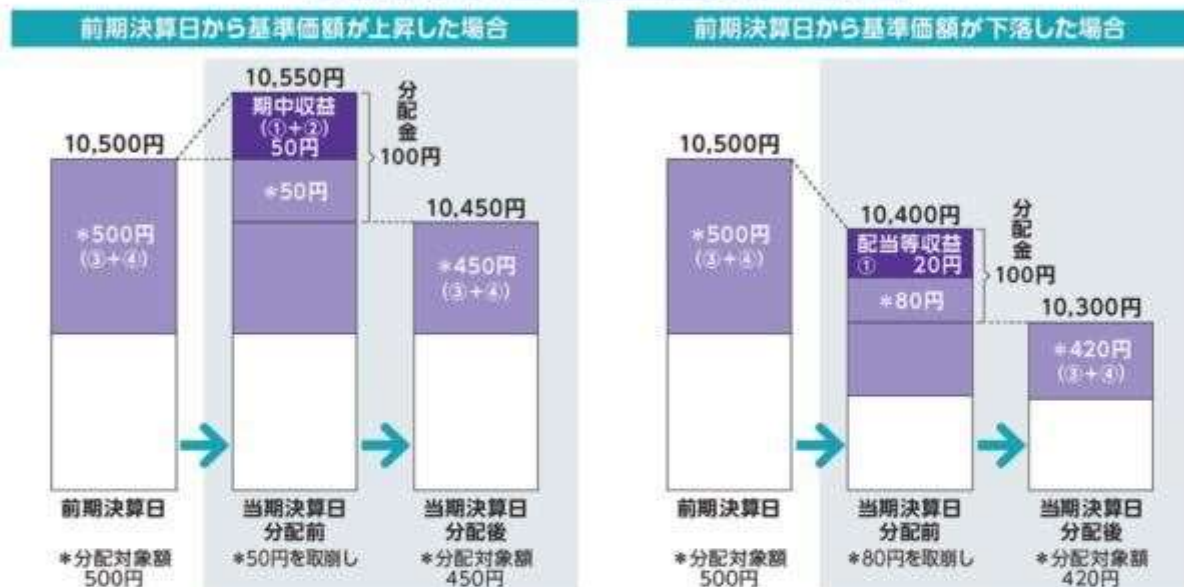 前期決算日から基準価額が上昇した場合
10,550円
期中収益
(①+②)
50円
分配金
100円
10,500円
*50円
10,450円
*500円
(③+④)
*450円
(③+④)
前期決算日
当期決算日
分配前
当期決算日
分配後
*分配対象額
500円
*50円を取崩し
*分配対象額
450円
前期決算日から基準価額が下落した場合
10,500円
10,400円
配当等収益
① 20円
分配金
100円
*500円
(③+④)
*80円
10,300円
*420円
(③+④)
前期決算日
当期決算日
分配前
当期決算日
分配後
*分配対象額
500円
*80円を取崩し
*分配対象額
420円